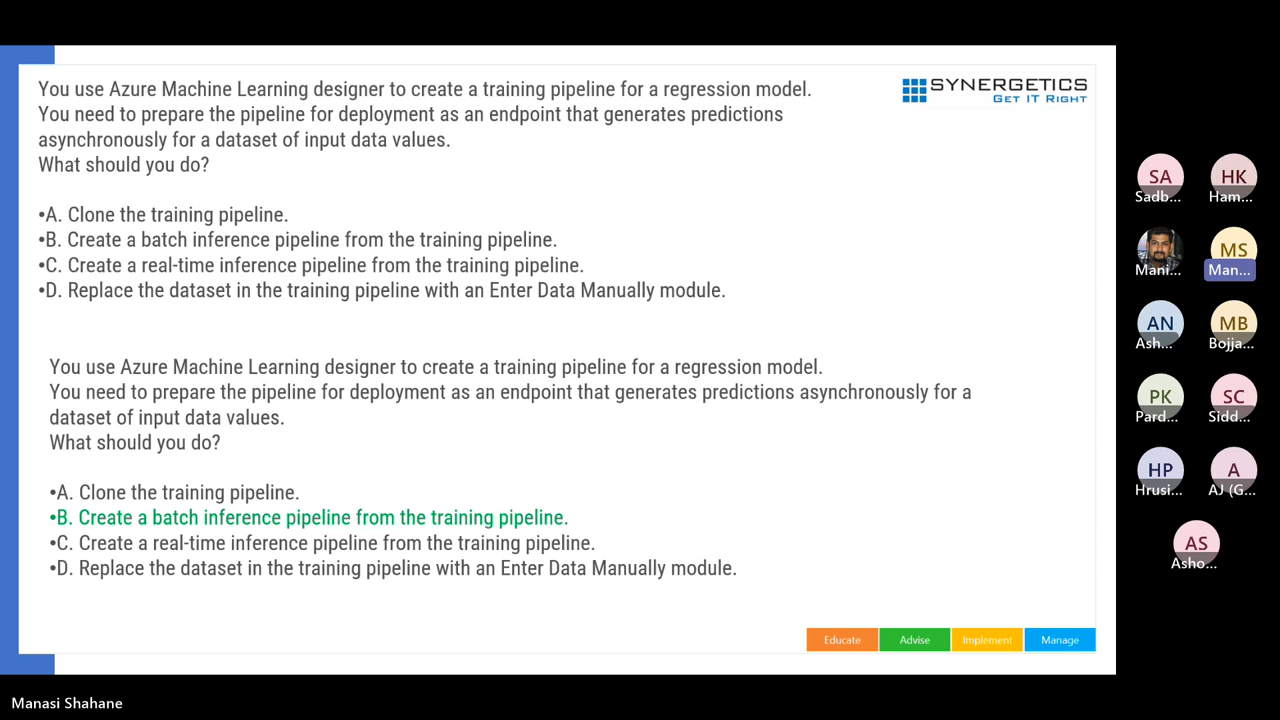 You use Azure Machine Learning designer to create a training pipeline for a regression model.
You need to prepare the pipeline for deployment as an endpoint that generates predictions
asynchronously for a dataset of input data values.
What should you do?
•A. Clone the training pipeline.
•B. Create a batch inference pipeline from the training pipeline.
•C. Create a real-time inference pipeline from the training pipeline.
•D. Replace the dataset in the training pipeline with an Enter Data Manually module.
SYNERGETICS
GET IT RIGHT
You use Azure Machine Learning designer to create a training pipeline for a regression model.
You need to prepare the pipeline for deployment as an endpoint that generates predictions asynchronously for a
dataset of input data values.
What should you do?
•A. Clone the training pipeline.
•B. Create a batch inference pipeline from the training pipeline.
•C. Create a real-time inference pipeline from the training pipeline.
•D. Replace the dataset in the training pipeline with an Enter Data Manually module.
Educate Advise Implement Manage
SA HK
Sadb... Ham...
MS
Mani... Man...
AN MB
Ash... Bojja...
PK SC
Pard... Sidd...
HP A
Hrusi... AJ (G...
AS
Asho...
Manasi Shahane